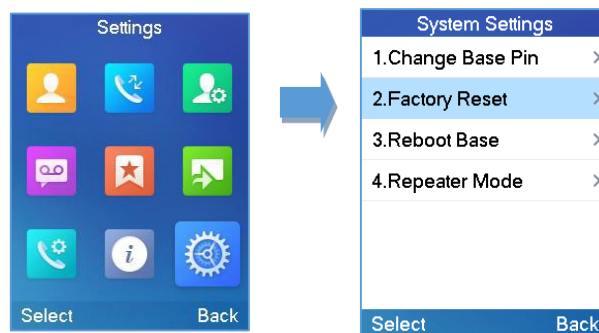 Settings
Select Back
System Settings
1.Change Base Pin
2.Factory Reset
3.Reboot Base
4.Repeater Mode
Select Back